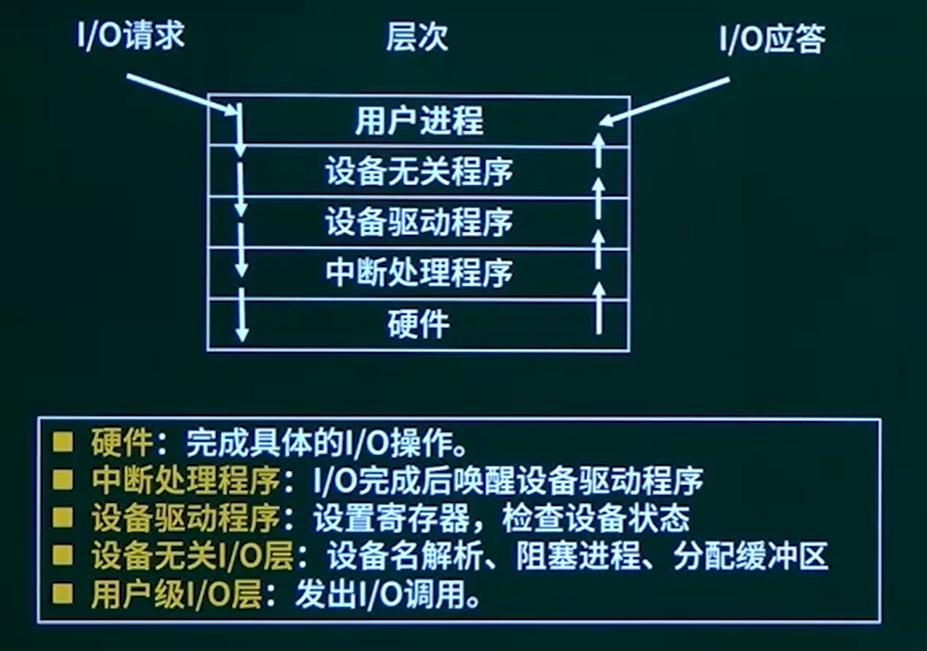 I/O请求 层次 I/O应答
用户进程
设备无关程序
设备驱动程序
中断处理程序
硬件
硬件：完成具体的I/O操作。
中断处理程序：I/O完成后唤醒设备驱动程序
设备驱动程序：设置寄存器，检查设备状态
设备无关I/O层：设备名解析、阻塞进程、分配缓冲区
用户级I/O层：发出I/O调用。